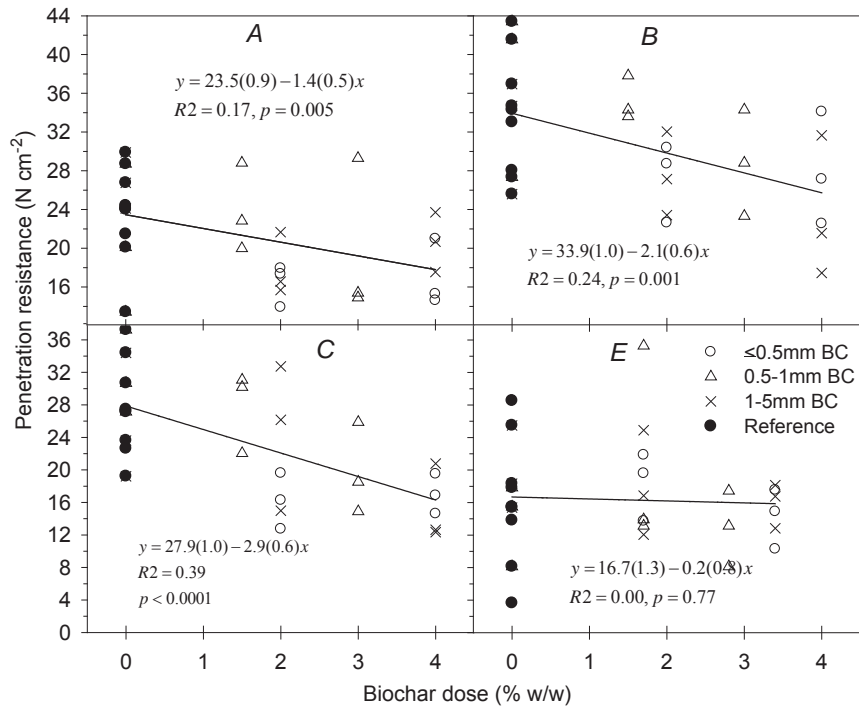 44
40
36
32
28
24
20
16
A
y = 23.5(0.9) − 1.4(0.5)x
R2 = 0.17, p = 0.005
B
y = 33.9(1.0) − 2.1(0.6)x
R2 = 0.24, p = 0.001
Penetration resistance (N cm-2)
36
32
28
24
20
16
12
8
4
0
C
y = 27.9(1.0) − 2.9(0.6)x
R2 = 0.39
p < 0.0001
E
≤0.5mm BC
0.5-1mm BC
1-5mm BC
Reference
y = 16.7(1.3) − 0.2(0.8)x
R2 = 0.00, p = 0.77
0 1 2 3 4 0 1 2 3 4
Biochar dose (% w/w)